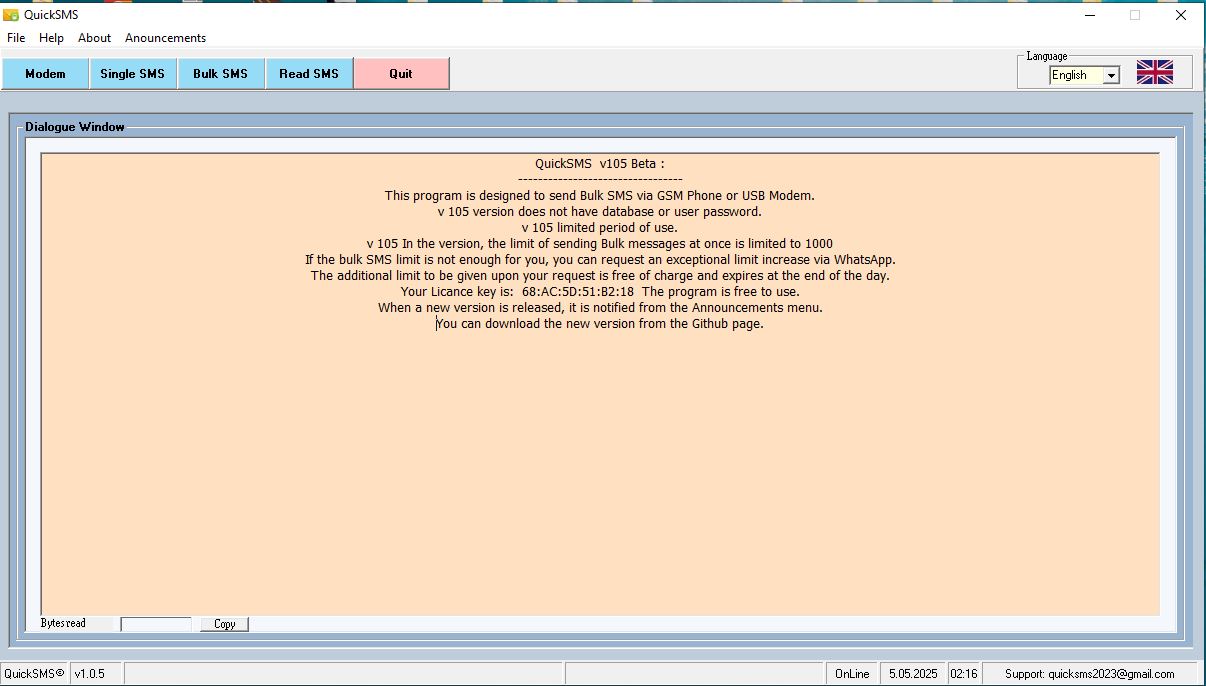 QuickSMS
File Help About Anouncements
Modem Single SMS Bulk SMS Read SMS Quit
Language
English
Dialogue Window
QuickSMS v105 Beta :
---------------------------------
This program is designed to send Bulk SMS via GSM Phone or USB Modem.
v 105 version does not have database or user password.
v 105 limited period of use.
v 105 In the version, the limit of sending Bulk messages at once is limited to 1000
If the bulk SMS limit is not enough for you, you can request an exceptional limit increase via WhatsApp.
The additional limit to be given upon your request is free of charge and expires at the end of the day.
Your Licance key is: 68:AC:5D:51:B2:18 The program is free to use.
When a new version is released, it is notified from the Announcements menu.
You can download the new version from the Github page.
Bytes read Copy
QuickSMS® v1.0.5 OnLine 5.05.2025 02:16 Support: quicksms2023@gmail.com